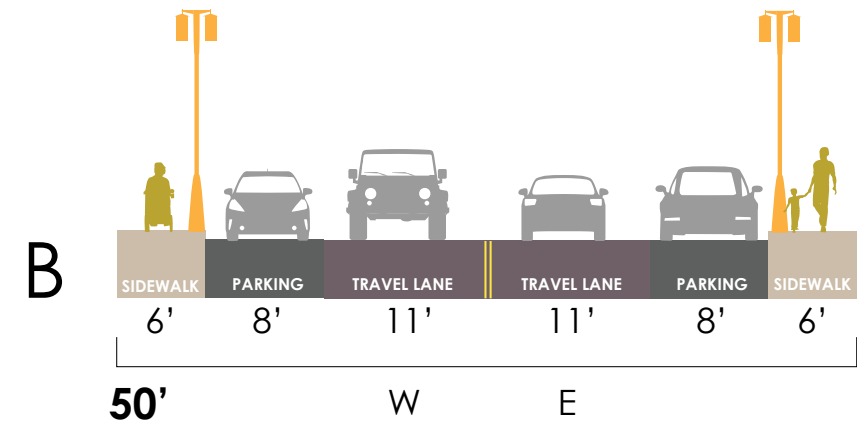 B
SIDEWALK PARKING TRAVEL LANE TRAVEL LANE PARKING SIDEWALK
6’ 8’ 11’ 11’ 8’ 6’
50’ W E